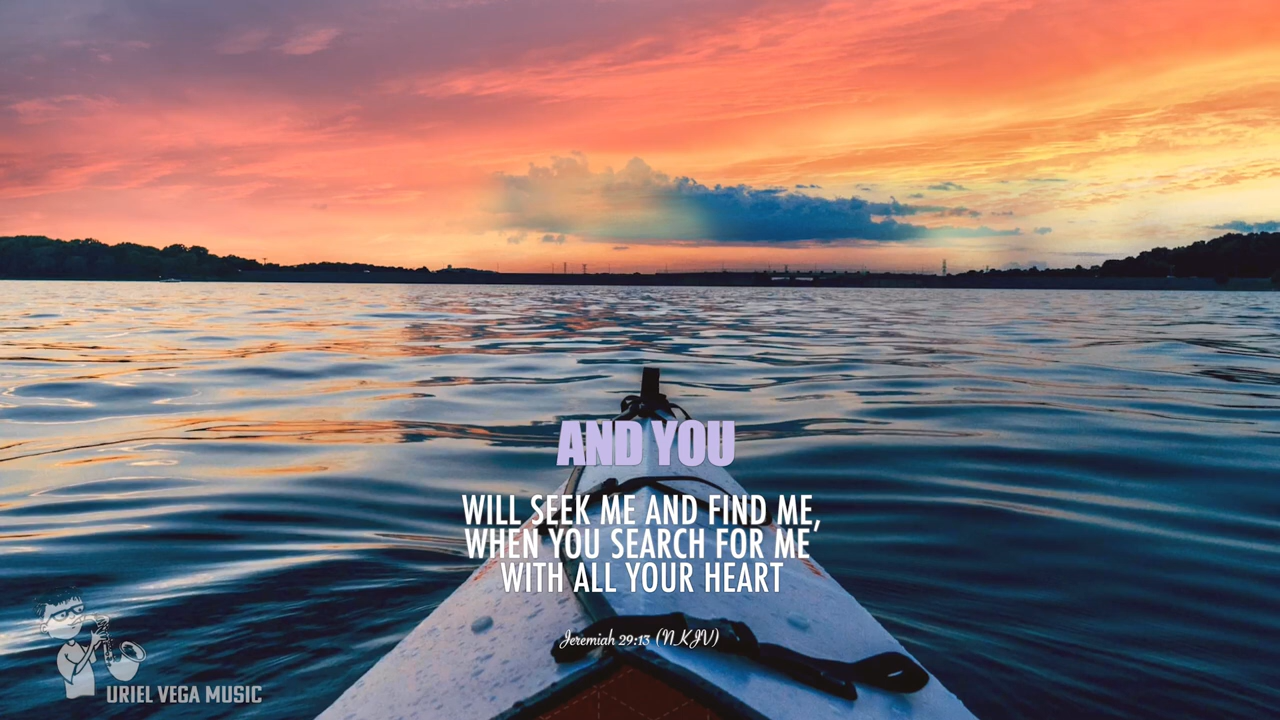 AND YOU
WILL SEEK ME AND FIND ME,
WHEN YOU SEARCH FOR ME
WITH ALL YOUR HEART
Jeremiah 29:13 (NKJV)
URIEL VEGA MUSIC